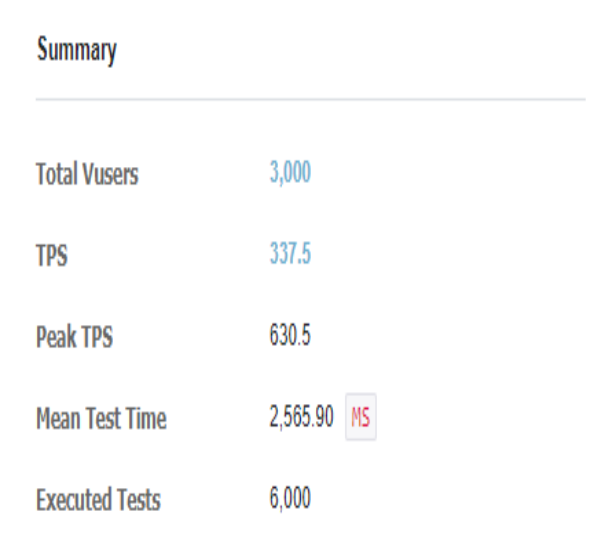 Summary
Total Vusers 3,000
TPS 337.5
Peak TPS 630.5
Mean Test Time 2,565.90 MS
Executed Tests 6,000